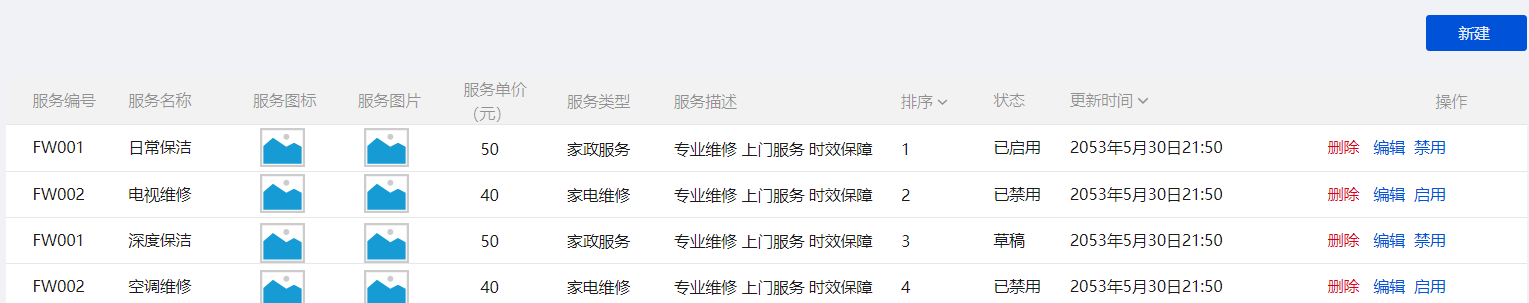 新建
服务编号 服务名称 服务图标 服务图片 服务单价（元） 服务类型 服务描述 排序 状态 更新时间 操作
FW001 日常保洁 50 家政服务 专业维修 上门服务 时效保障 1 已启用 2053年5月30日21:50 删除 编辑 禁用
FW002 电视维修 40 家电维修 专业维修 上门服务 时效保障 2 已禁用 2053年5月30日21:50 删除 编辑 启用
FW001 深度保洁 50 家政服务 专业维修 上门服务 时效保障 3 草稿 2053年5月30日21:50 删除 编辑 禁用
FW002 空调维修 40 家电维修 专业维修 上门服务 时效保障 4 已禁用 2053年5月30日21:50 删除 编辑 启用